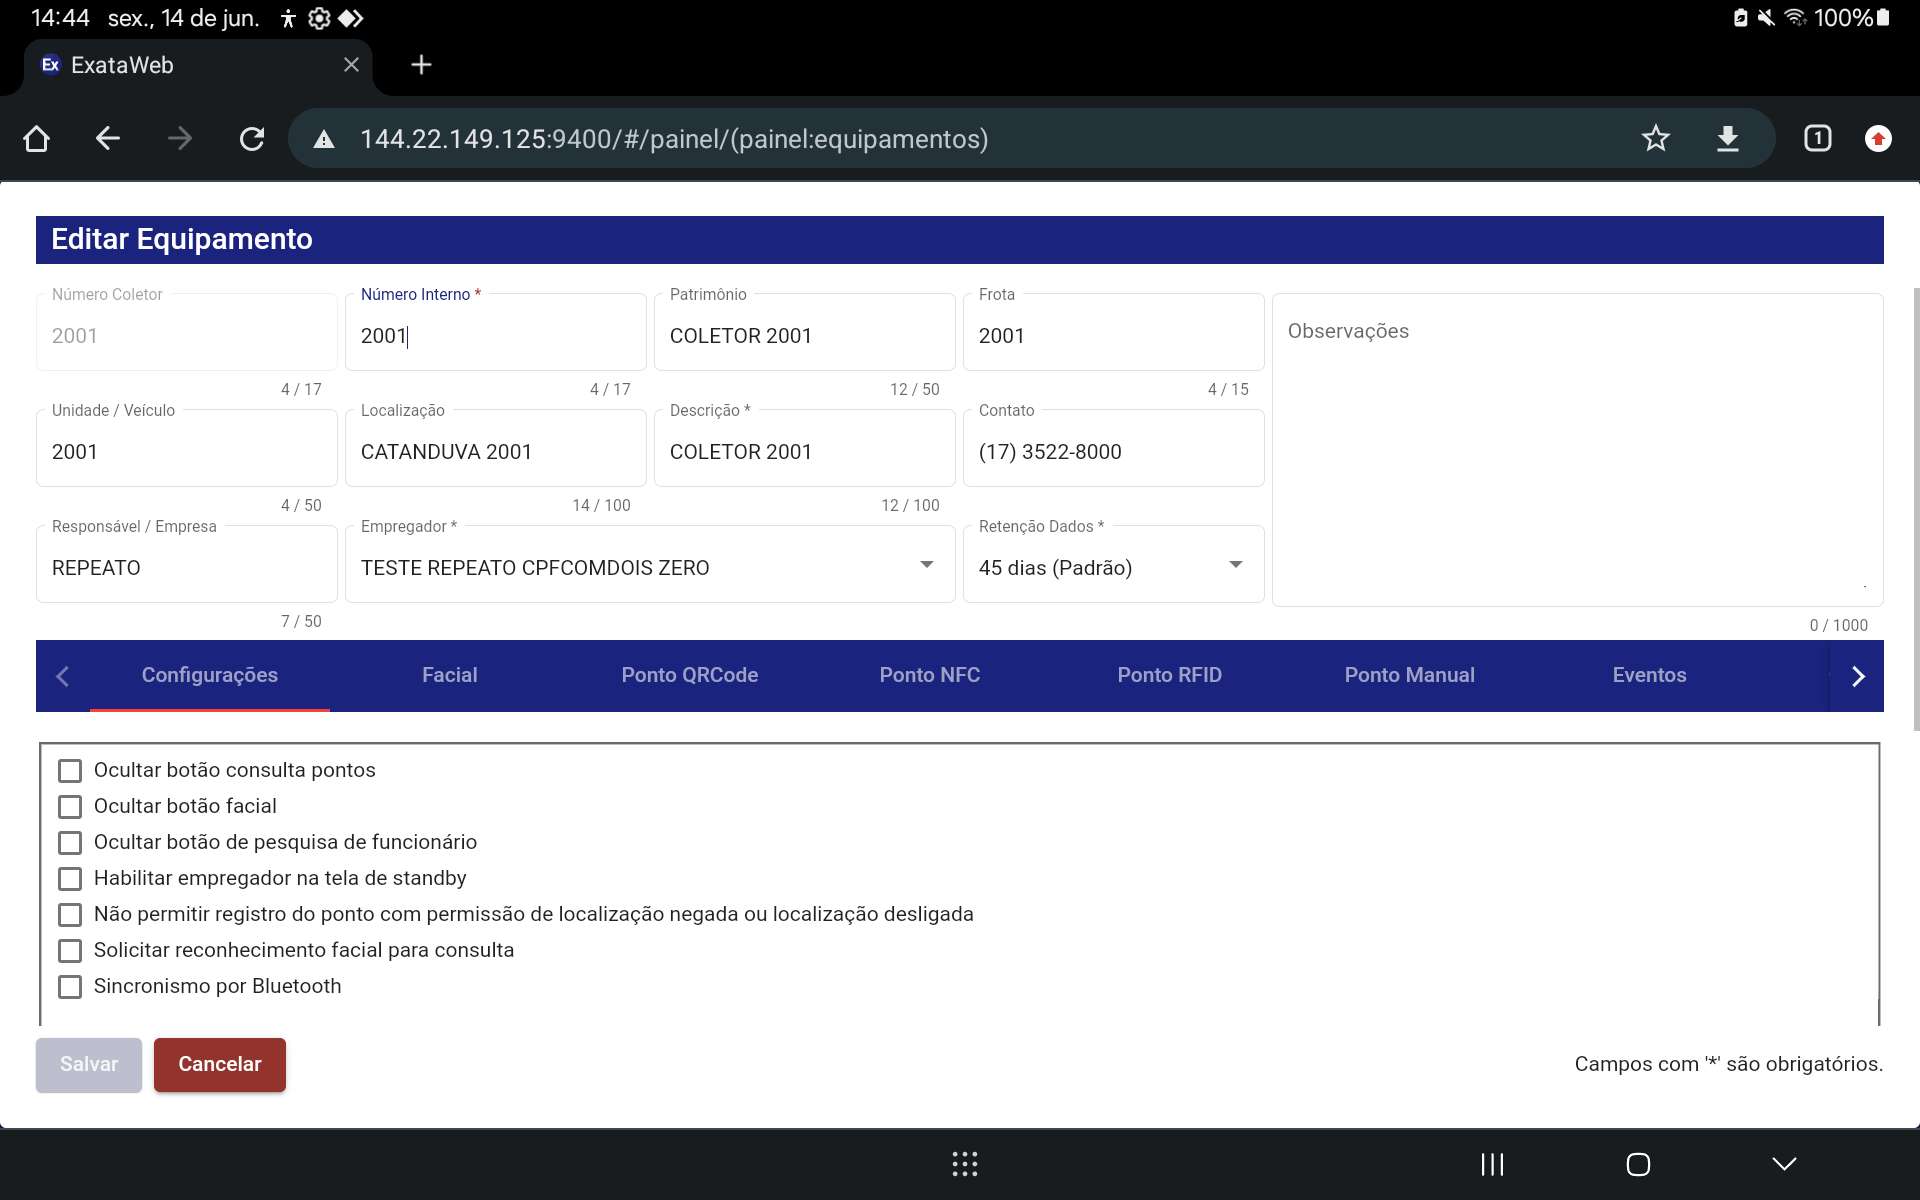 14:44 sex., 14 de jun. 100%
Ex ExataWeb
144.22.149.125:9400/#/painel/(painel:equipamentos) 1
Editar Equipamento
Número Coletor Número Interno * Patrimônio Frota
2001 2001 COLETOR 2001 2001 Observações
4 / 17 4 / 17 12 / 50 4 / 15
Unidade / Veículo Localização Descrição * Contato
2001 CATANDUVA 2001 COLETOR 2001 (17) 3522-8000
4 / 50 14 / 100 12 / 100
Responsável / Empresa Empregador * Retenção Dados *
REPEATO TESTE REPEATO CPFCOMDOIS ZERO 45 dias (Padrão)
7 / 50 0 / 1000
Configurações Facial Ponto QRCode Ponto NFC Ponto RFID Ponto Manual Eventos
Ocultar botão consulta pontos
Ocultar botão facial
Ocultar botão de pesquisa de funcionário
Habilitar empregador na tela de standby
Não permitir registro do ponto com permissão de localização negada ou localização desligada
Solicitar reconhecimento facial para consulta
Sincronismo por Bluetooth
Salvar Cancelar Campos com '*' são obrigatórios.